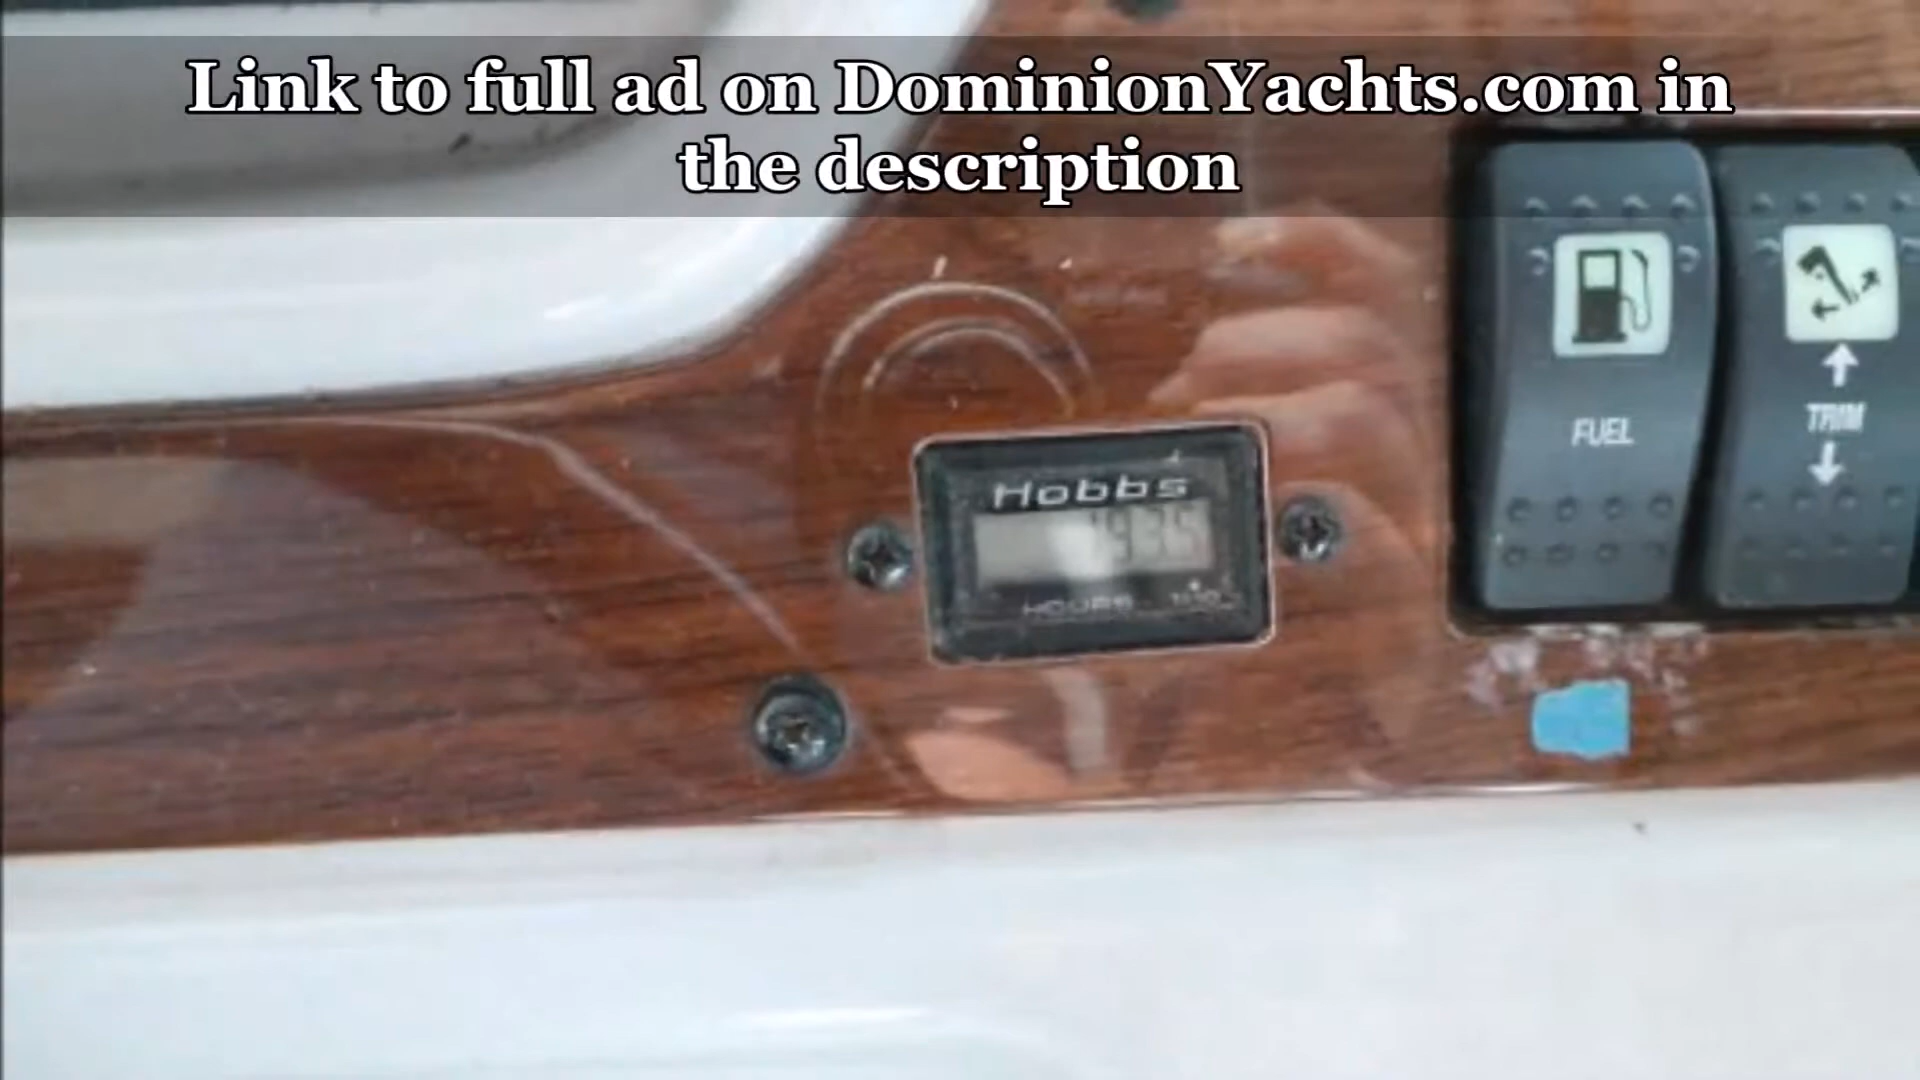 Link to full ad on DominionYachts.com in
the description
FUEL
TRIM
Hobbs
HOURS